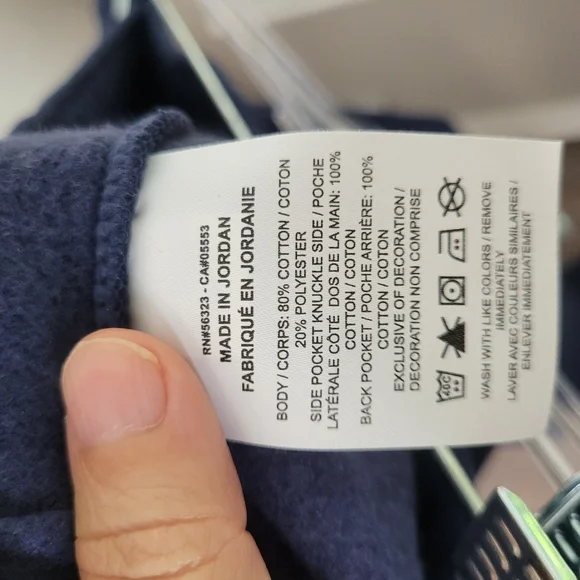 RN#56323 - CA#05553
MADE IN JORDAN
FABRIQUÉ EN JORDANIE
BODY / CORPS: 80% COTTON / COTON
20% POLYESTER
SIDE POCKET KNUCKLE SIDE / POCHE
LATÉRALE CÔTÉ DOS DE LA MAIN: 100%
COTTON / COTON
BACK POCKET / POCHE ARRIÈRE: 100%
COTTON / COTON
EXCLUSIVE OF DECORATION /
DÉCORATION NON COMPRISE
40C
WASH WITH LIKE COLORS / REMOVE
IMMEDIATELY
LAVER AVEC COULEURS SIMILAIRES /
ENLEVER IMMÉDIATEMENT